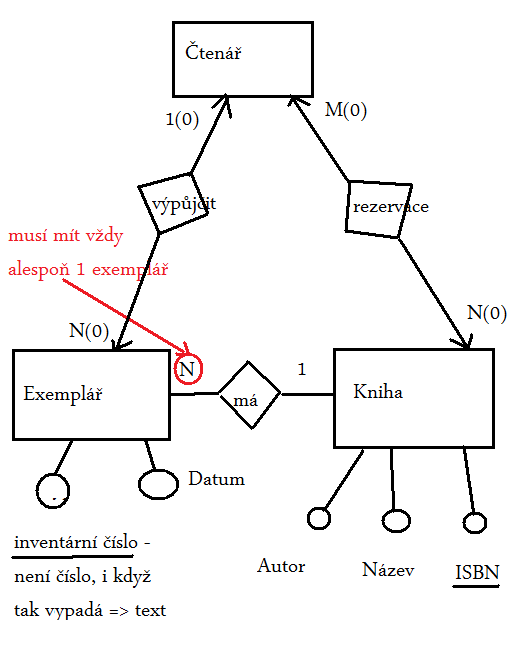 Čtenář
1(0)
M(0)
výpůjčit
rezervace
musí mít vždy
alespoň 1 exemplář
N(0)
N(0)
N
1
Exemplář
má
Kniha
Datum
inventární číslo -
není číslo, i když
tak vypadá => text
Autor
Název
ISBN